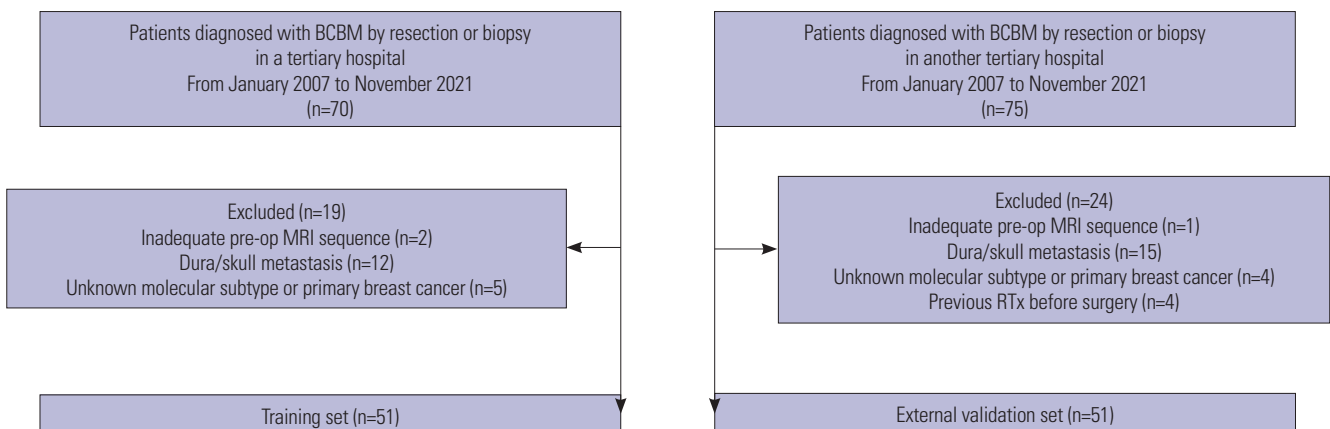 Patients diagnosed with BCBM by resection or biopsy
in a tertiary hospital
From January 2007 to November 2021
(n=70)
Patients diagnosed with BCBM by resection or biopsy
in another tertiary hospital
From January 2007 to November 2021
(n=75)
Excluded (n=19)
Inadequate pre-op MRI sequence (n=2)
Dura/skull metastasis (n=12)
Unknown molecular subtype or primary breast cancer (n=5)
Excluded (n=24)
Inadequate pre-op MRI sequence (n=1)
Dura/skull metastasis (n=15)
Unknown molecular subtype or primary breast cancer (n=4)
Previous RTx before surgery (n=4)
Training set (n=51)
External validation set (n=51)